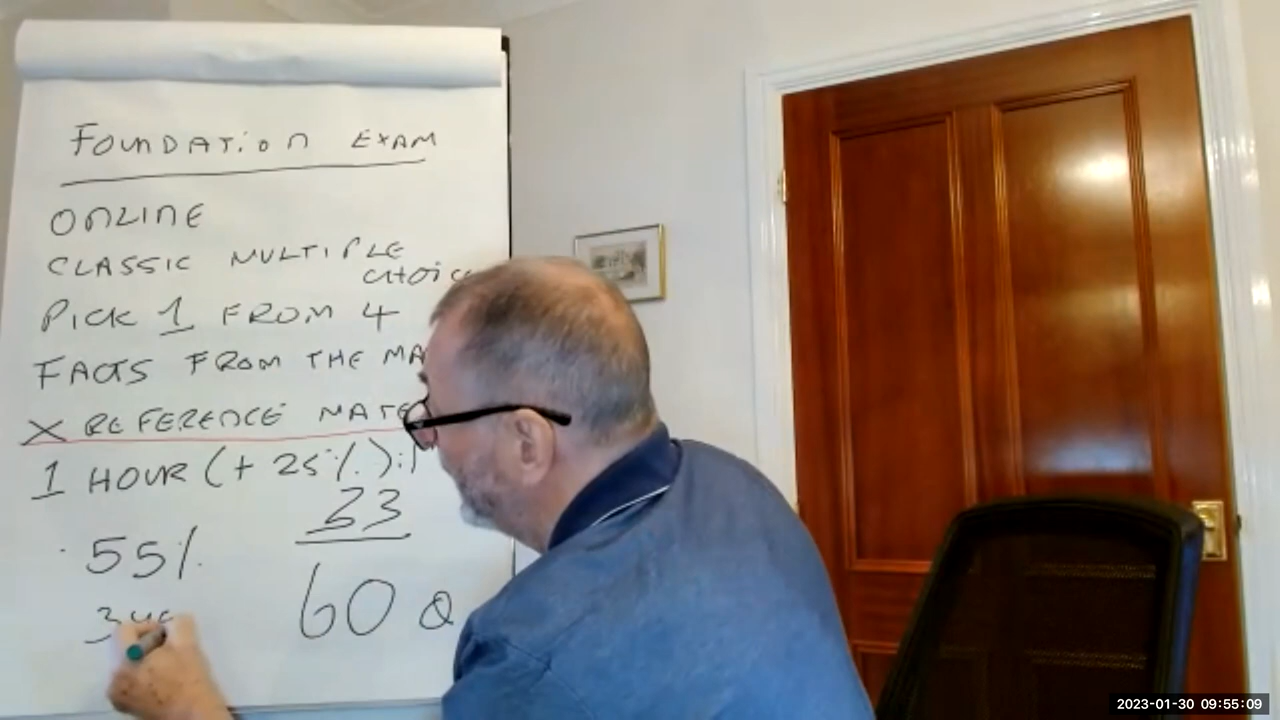 FOUNDATION EXAM
ONLINE
CLASSIC MULTIPLE
CHOIC
PICK 1 FROM 4
FACTS FROM THE MA
X REFERENCE MATE
1 HOUR (+ 25%) :)
33
55%
60 Q
2023-01-30 09:55:09